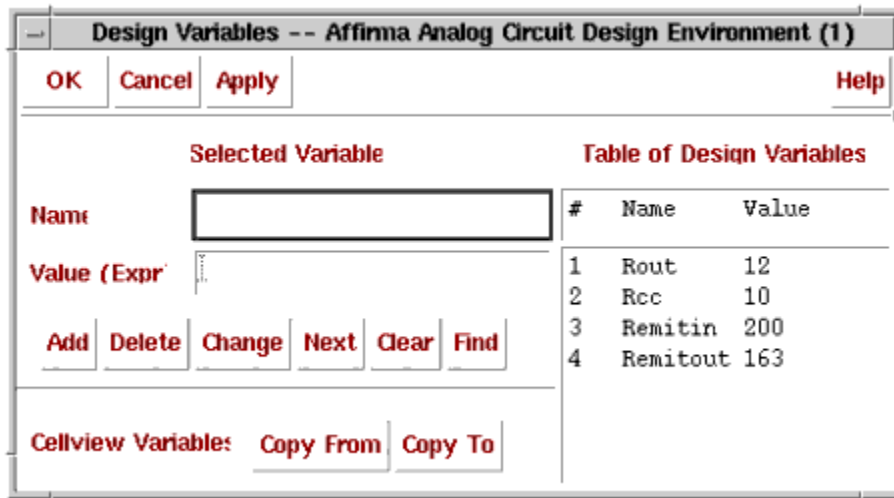 Design Variables -- Affirma Analog Circuit Design Environment (1)
OK Cancel Apply Help
Selected Variable
Name
Value (Expr
Add Delete Change Next Clear Find
Cellview Variables Copy From Copy To
Table of Design Variables
# Name Value
1 Rout 12
2 Rcc 10
3 Remitin 200
4 Remitout 163